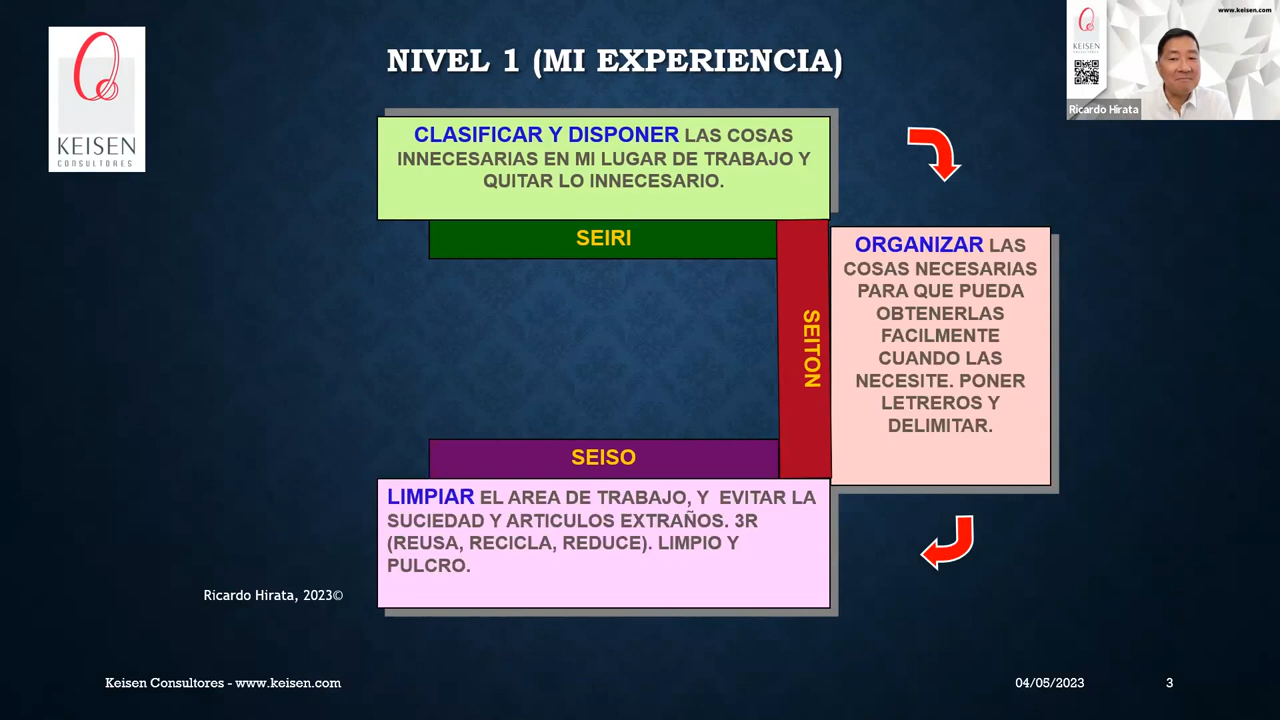 NIVEL 1 (MI EXPERIENCIA)
KEISEN
CONSULTORES
www.keisen.com
KEISEN
Ricardo Hirata
CLASIFICAR Y DISPONER LAS COSAS
INNECESARIAS EN MI LUGAR DE TRABAJO Y
QUITAR LO INNECESARIO.
SEIRI
SEITON
ORGANIZAR LAS
COSAS NECESARIAS
PARA QUE PUEDA
OBTENERLAS
FACILMENTE
CUANDO LAS
NECESITE. PONER
LETREROS Y
DELIMITAR.
SEISO
LIMPIAR EL AREA DE TRABAJO, Y EVITAR LA
SUCIEDAD Y ARTICULOS EXTRAÑOS. 3R
(REUSA, RECICLA, REDUCE). LIMPIO Y
PULCRO.
Ricardo Hirata, 2023©
Keisen Consultores - www.keisen.com
04/05/2023
3